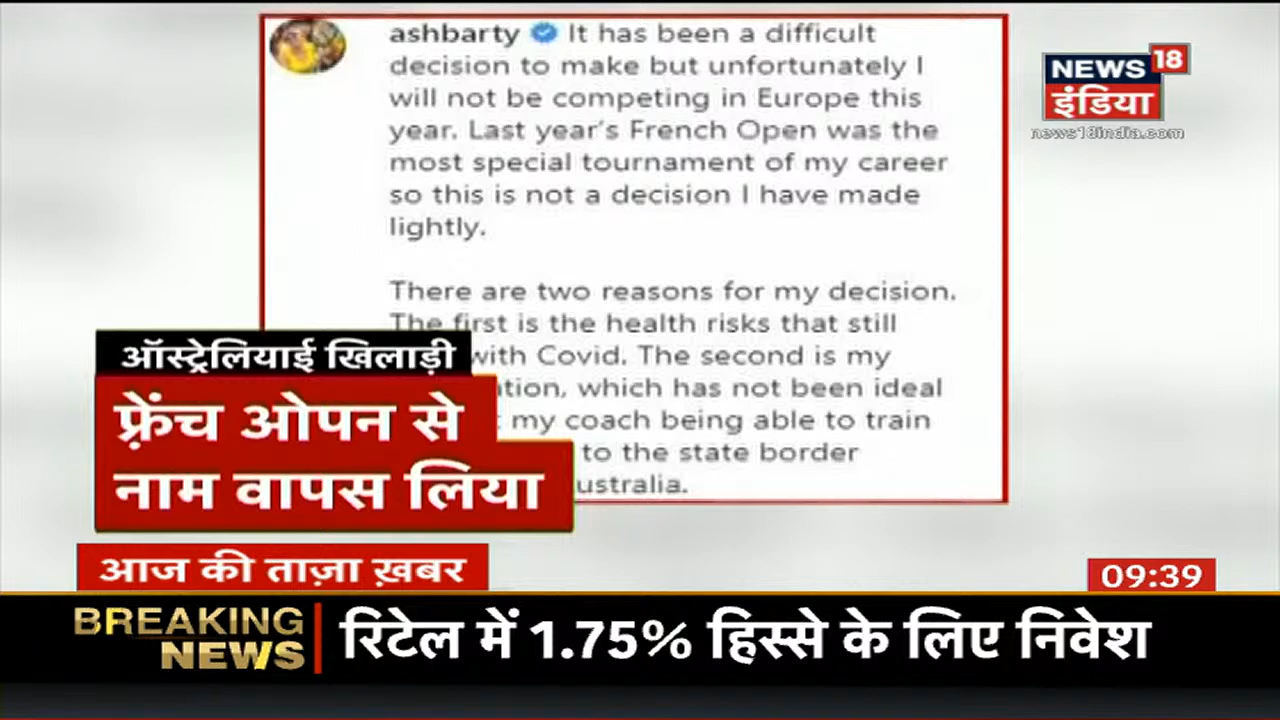 ashbarty It has been a difficult
decision to make but unfortunately I
will not be competing in Europe this
year. Last year's French Open was the
most special tournament of my career
so this is not a decision I have made
lightly.
There are two reasons for my decision.
The first is the health risks that still
with Covid. The second is my
ation, which has not been ideal
my coach being able to train
to the state border
ustralia.
NEWS 18
इंडिया
news18india.com
ऑस्ट्रेलियाई खिलाड़ी
फ़्रेंच ओपन से
नाम वापस लिया
आज की ताज़ा ख़बर
09:39
BREAKING
NEWS
रिटेल में 1.75% हिस्से के लिए निवेश